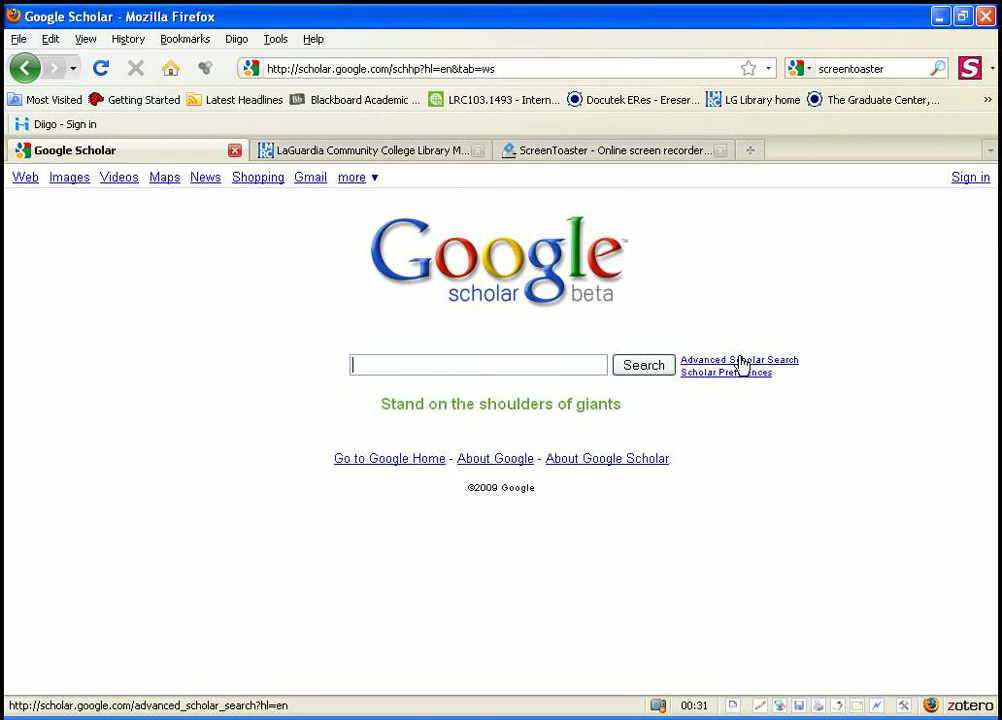 Google Scholar - Mozilla Firefox
File Edit View History Bookmarks Diigo Tools Help
http://scholar.google.com/schhp?hl=en&tab=ws screentoaster S
Most Visited Getting Started Latest Headlines Bb Blackboard Academic ... LRC103.1493 - Intern... Docutek ERes - Ereser... LG Library home The Graduate Center,... »
Diigo - Sign in
Google Scholar LaGuardia Community College Library M... ScreenToaster - Online screen recorder...
Web Images Videos Maps News Shopping Gmail more ▼ Sign in
Google™
scholar beta
Search Advanced Scholar Search
Scholar Preferences
Stand on the shoulders of giants
Go to Google Home - About Google - About Google Scholar
©2009 Google
http://scholar.google.com/advanced_scholar_search?hl=en 00:31 zotero